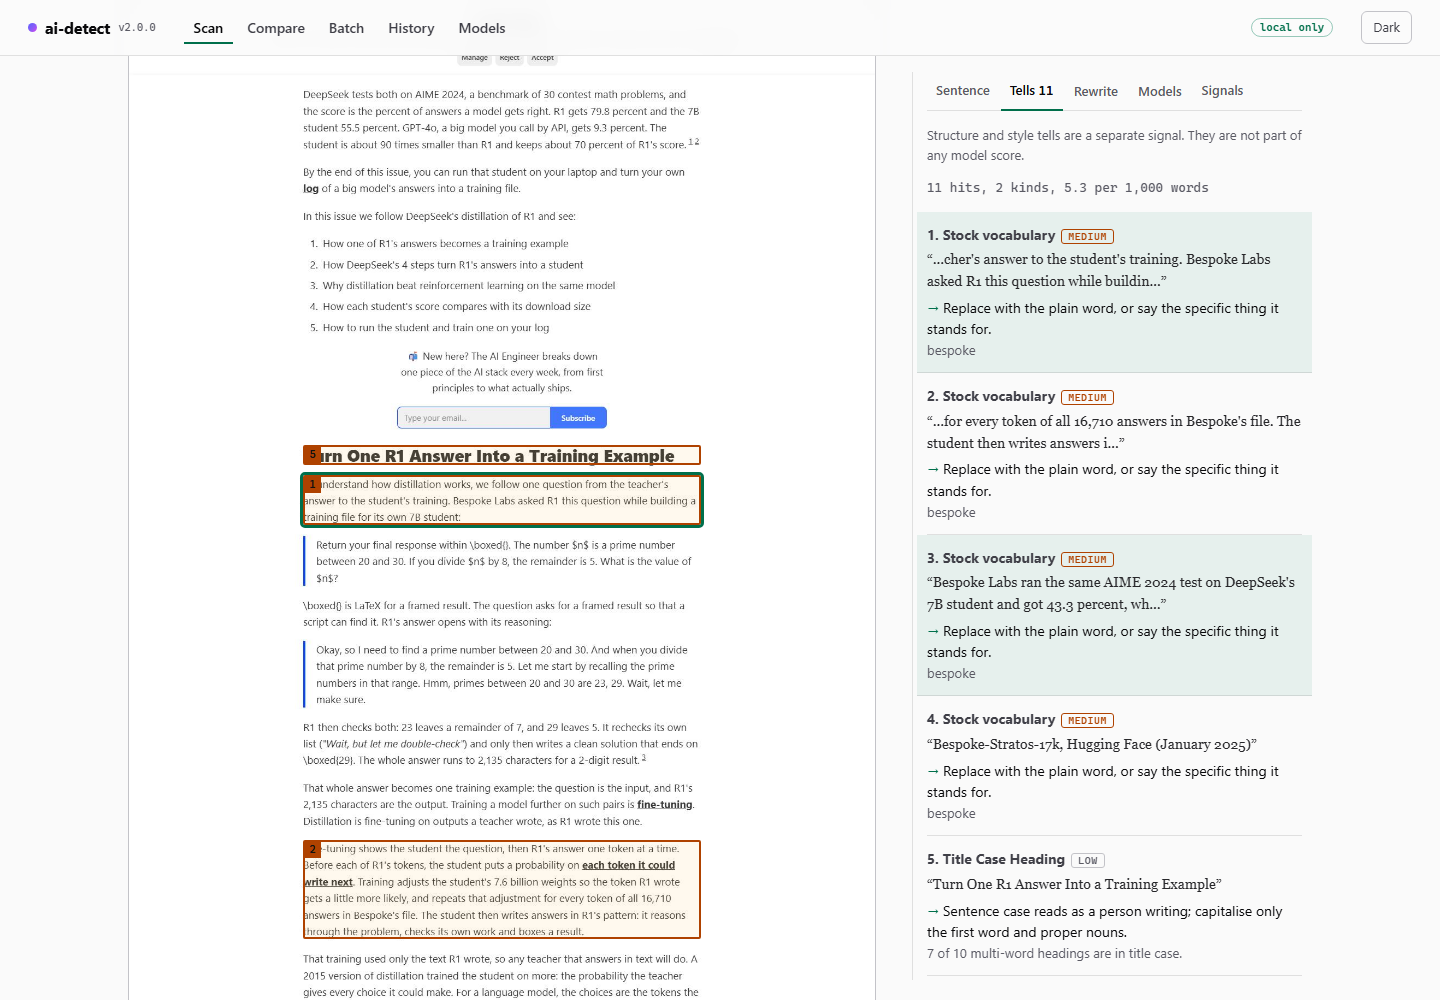 ai-detect v2.0.0 Scan Compare Batch History Models local only Dark
Manage Reject Accept
DeepSeek tests both on AIME 2024, a benchmark of 30 contest math problems, and
the score is the percent of answers a model gets right. R1 gets 79.8 percent and the 7B
student 55.5 percent. GPT-4o, a big model you call by API, gets 9.3 percent. The
student is about 90 times smaller than R1 and keeps about 70 percent of R1's score. 1 2
By the end of this issue, you can run that student on your laptop and turn your own
log of a big model's answers into a training file.
In this issue we follow DeepSeek's distillation of R1 and see:
1. How one of R1's answers becomes a training example
2. How DeepSeek's 4 steps turn R1's answers into a student
3. Why distillation beat reinforcement learning on the same model
4. How each student's score compares with its download size
5. How to run the student and train one on your log
📬 New here? The AI Engineer breaks down
one piece of the AI stack every week, from first
principles to what actually ships.
Type your email... Subscribe
5 urn One R1 Answer Into a Training Example
1 understand how distillation works, we follow one question from the teacher's
answer to the student's training. Bespoke Labs asked R1 this question while building a
training file for its own 7B student:
Return your final response within \boxed{}. The number $n$ is a prime number
between 20 and 30. If you divide $n$ by 8, the remainder is 5. What is the value of
$n$?
\boxed{} is LaTeX for a framed result. The question asks for a framed result so that a
script can find it. R1's answer opens with its reasoning:
Okay, so I need to find a prime number between 20 and 30. And when you divide
that prime number by 8, the remainder is 5. Let me start by recalling the prime
numbers in that range. Hmm, primes between 20 and 30 are 23, 29. Wait, let me
make sure.
R1 then checks both: 23 leaves a remainder of 7, and 29 leaves 5. It rechecks its own
list ("Wait, but let me double-check") and only then writes a clean solution that ends on
\boxed{29}. The whole answer runs to 2,135 characters for a 2-digit result. 3
That whole answer becomes one training example: the question is the input, and R1's
2,135 characters are the output. Training a model further on such pairs is fine-tuning.
Distillation is fine-tuning on outputs a teacher wrote, as R1 wrote this one.
2 -tuning shows the student the question, then R1's answer one token at a time.
Before each of R1's tokens, the student puts a probability on each token it could
write next. Training adjusts the student's 7.6 billion weights so the token R1 wrote
gets a little more likely, and repeats that adjustment for every token of all 16,710
answers in Bespoke's file. The student then writes answers in R1's pattern: it reasons
through the problem, checks its own work and boxes a result.
That training used only the text R1 wrote, so any teacher that answers in text will do. A
2015 version of distillation trained the student on more: the probability the teacher
gives every choice it could make. For a language model, the choices are the tokens the
Sentence Tells 11 Rewrite Models Signals
Structure and style tells are a separate signal. They are not part of
any model score.
11 hits, 2 kinds, 5.3 per 1,000 words
1. Stock vocabulary MEDIUM
“…cher's answer to the student's training. Bespoke Labs
asked R1 this question while buildin…”
→ Replace with the plain word, or say the specific thing it
stands for.
bespoke
2. Stock vocabulary MEDIUM
“…for every token of all 16,710 answers in Bespoke's file. The
student then writes answers i…”
→ Replace with the plain word, or say the specific thing it
stands for.
bespoke
3. Stock vocabulary MEDIUM
“Bespoke Labs ran the same AIME 2024 test on DeepSeek's
7B student and got 43.3 percent, wh…”
→ Replace with the plain word, or say the specific thing it
stands for.
bespoke
4. Stock vocabulary MEDIUM
“Bespoke-Stratos-17k, Hugging Face (January 2025)”
→ Replace with the plain word, or say the specific thing it
stands for.
bespoke
5. Title Case Heading LOW
“Turn One R1 Answer Into a Training Example”
→ Sentence case reads as a person writing; capitalise only
the first word and proper nouns.
7 of 10 multi-word headings are in title case.